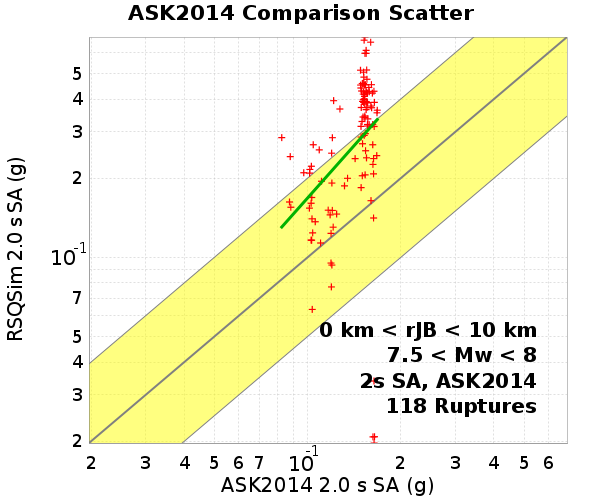 ASK2014 Comparison Scatter
RSQSim 2.0 s SA (g)
5
4
3
2
10^-1
7
5
4
3
2
0 km < rJB < 10 km
7.5 < Mw < 8
2s SA, ASK2014
118 Ruptures
2 3 4 5 6 7 10^-1 2 3 4 5 6
ASK2014 2.0 s SA (g)